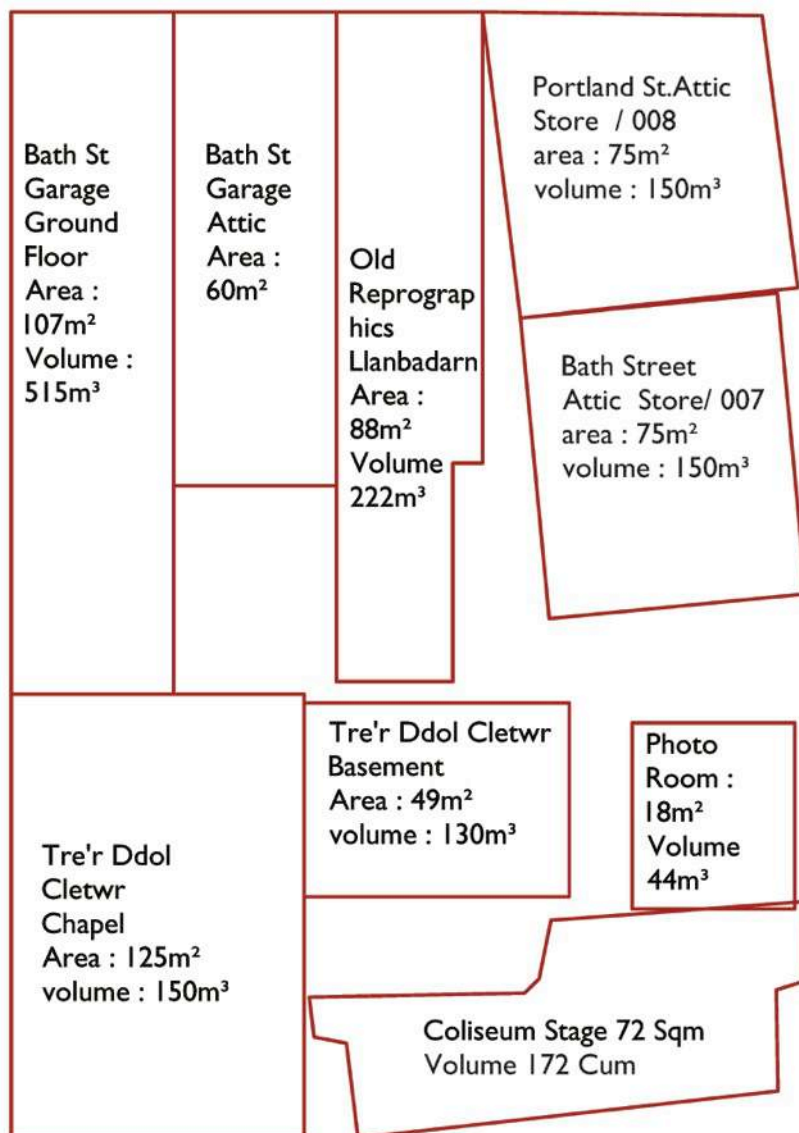 Bath St
Garage
Ground
Floor
Area :
107m²
Volume :
515m³
Bath St
Garage
Attic
Area :
60m²
Old
Reprograp
hics
Llanbadarn
Area :
88m²
Volume
222m³
Portland St.Attic
Store / 008
area : 75m²
volume : 150m³
Bath Street
Attic Store/ 007
area : 75m²
volume : 150m³
Tre'r Ddol
Cletwr
Chapel
Area : 125m²
volume : 150m³
Tre'r Ddol Cletwr
Basement
Area : 49m²
volume : 130m³
Photo
Room :
18m²
Volume
44m³
Coliseum Stage 72 Sqm
Volume 172 Cum